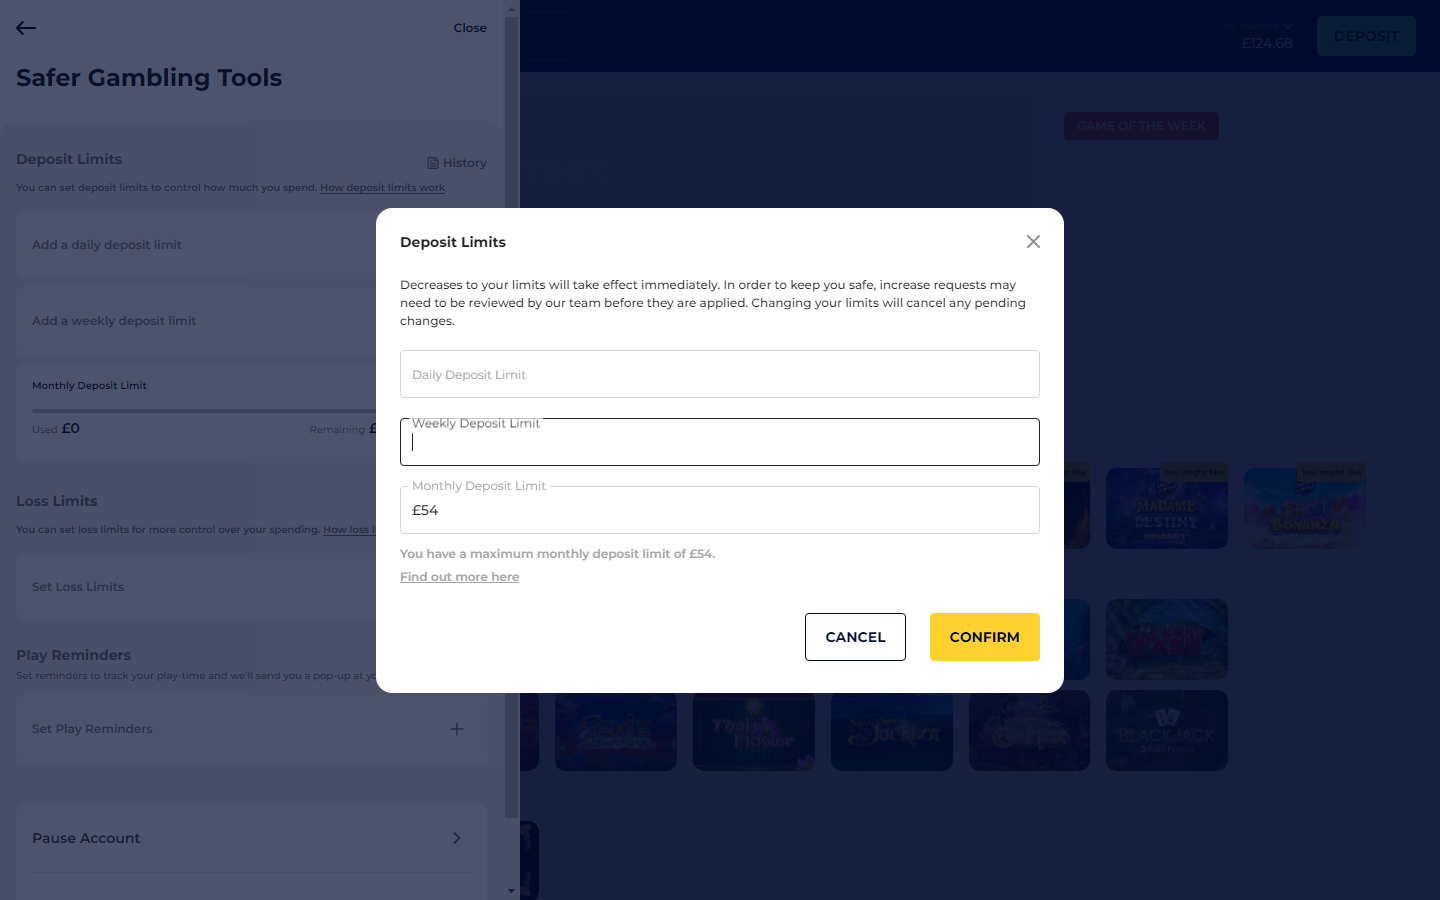 Close
Safer Gambling Tools
My Balance
£124.68
DEPOSIT
GAME OF THE WEEK
Deposit Limits
History
You can set deposit limits to control how much you spend. How deposit limits work
Add a daily deposit limit
Add a weekly deposit limit
Monthly Deposit Limit
Used £0
Remaining £
Loss Limits
You can set loss limits for more control over your spending. How loss l
Set Loss Limits
Play Reminders
Set reminders to track your play-time and we'll send you a pop-up at yo
Set Play Reminders
Pause Account
Deposit Limits
Decreases to your limits will take effect immediately. In order to keep you safe, increase requests may
need to be reviewed by our team before they are applied. Changing your limits will cancel any pending
changes.
Daily Deposit Limit
Weekly Deposit Limit
Monthly Deposit Limit
£54
You have a maximum monthly deposit limit of £54.
Find out more here
CANCEL
CONFIRM
You might like
You might like
MADAME
DESTINY
MEGAWAYS
SWEET
BONANZA
Thai
Flower
Jackpot
BLACKJACK